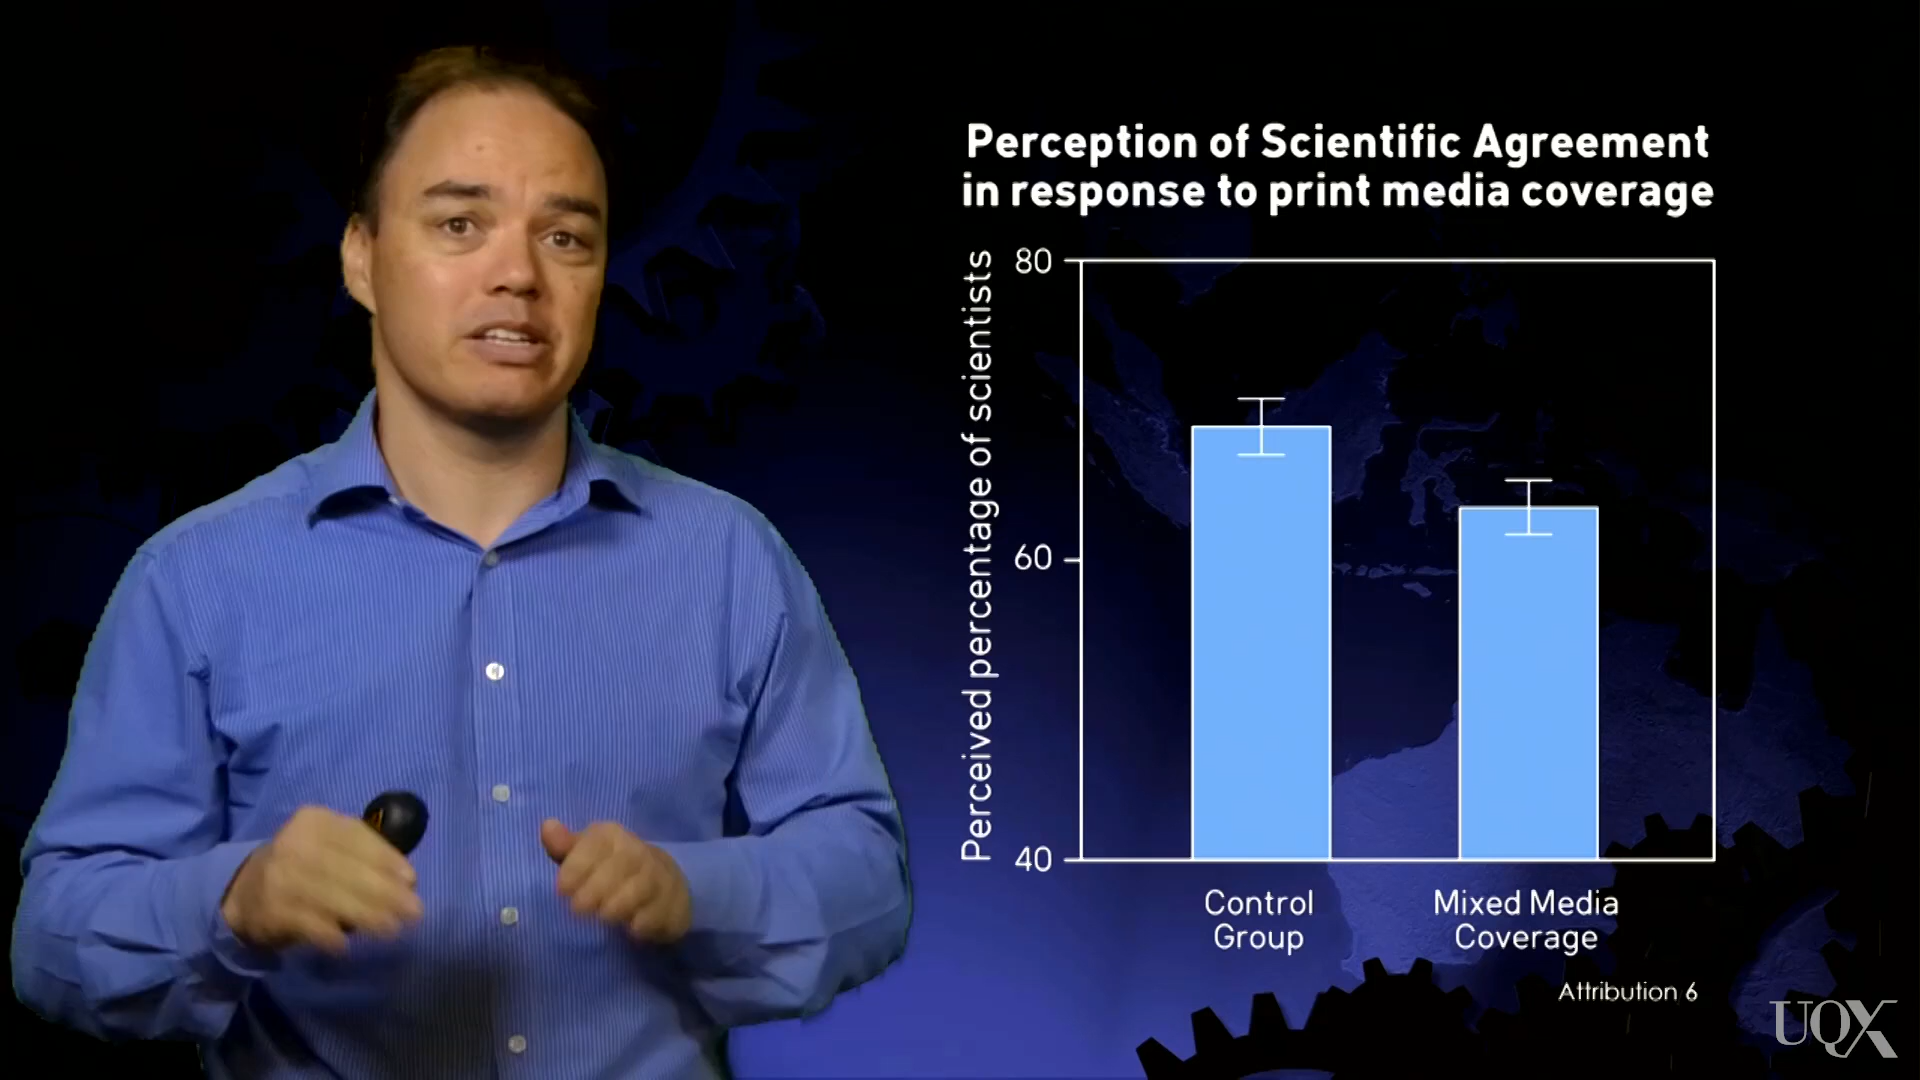 Perception of Scientific Agreement
in response to print media coverage
Perceived percentage of scientists
80
60
40
Control
Group
Mixed Media
Coverage
Attribution 6
UQX